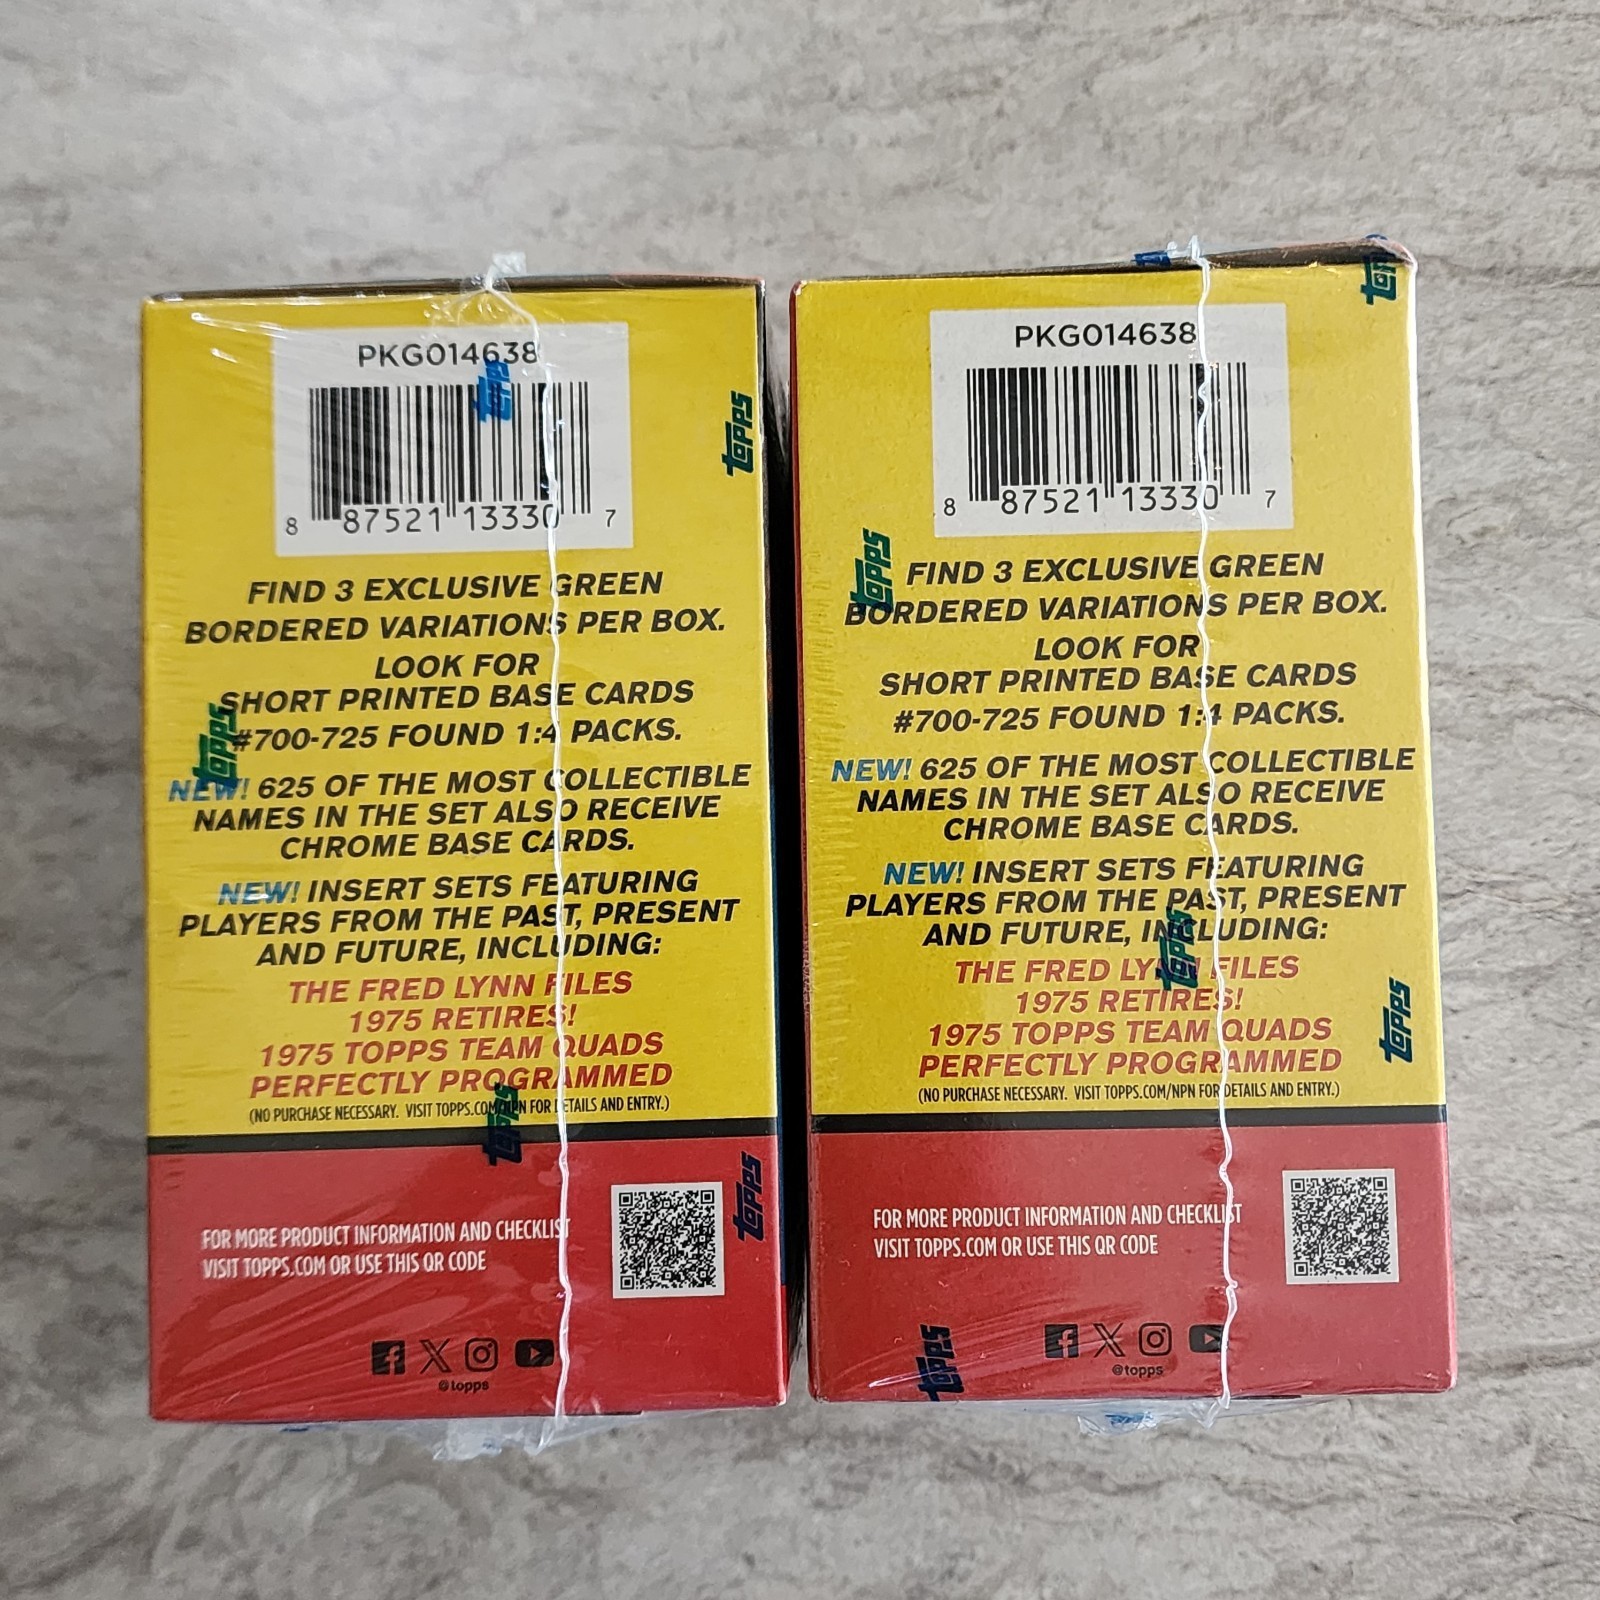 PKG014638
8 87521 13330 7
FIND 3 EXCLUSIVE GREEN
BORDERED VARIATIONS PER BOX.
LOOK FOR
SHORT PRINTED BASE CARDS
#700-725 FOUND 1:4 PACKS.
NEW! 625 OF THE MOST COLLECTIBLE
NAMES IN THE SET ALSO RECEIVE
CHROME BASE CARDS.
NEW! INSERT SETS FEATURING
PLAYERS FROM THE PAST, PRESENT
AND FUTURE, INCLUDING:
THE FRED LYNN FILES
1975 RETIRES!
1975 TOPPS TEAM QUADS
PERFECTLY PROGRAMMED
(NO PURCHASE NECESSARY. VISIT TOPPS.COM/NPN FOR DETAILS AND ENTRY.)
FOR MORE PRODUCT INFORMATION AND CHECKLIST
VISIT TOPPS.COM OR USE THIS QR CODE
@topps
topps
topps
topps
topps
topps
PKG014638
8 87521 13330 7
FIND 3 EXCLUSIVE GREEN
BORDERED VARIATIONS PER BOX.
LOOK FOR
SHORT PRINTED BASE CARDS
#700-725 FOUND 1:4 PACKS.
NEW! 625 OF THE MOST COLLECTIBLE
NAMES IN THE SET ALSO RECEIVE
CHROME BASE CARDS.
NEW! INSERT SETS FEATURING
PLAYERS FROM THE PAST, PRESENT
AND FUTURE, INCLUDING:
THE FRED LYNN FILES
1975 RETIRES!
1975 TOPPS TEAM QUADS
PERFECTLY PROGRAMMED
(NO PURCHASE NECESSARY. VISIT TOPPS.COM/NPN FOR DETAILS AND ENTRY.)
FOR MORE PRODUCT INFORMATION AND CHECKLIST
VISIT TOPPS.COM OR USE THIS QR CODE
@topps
topps
topps
topps
topps